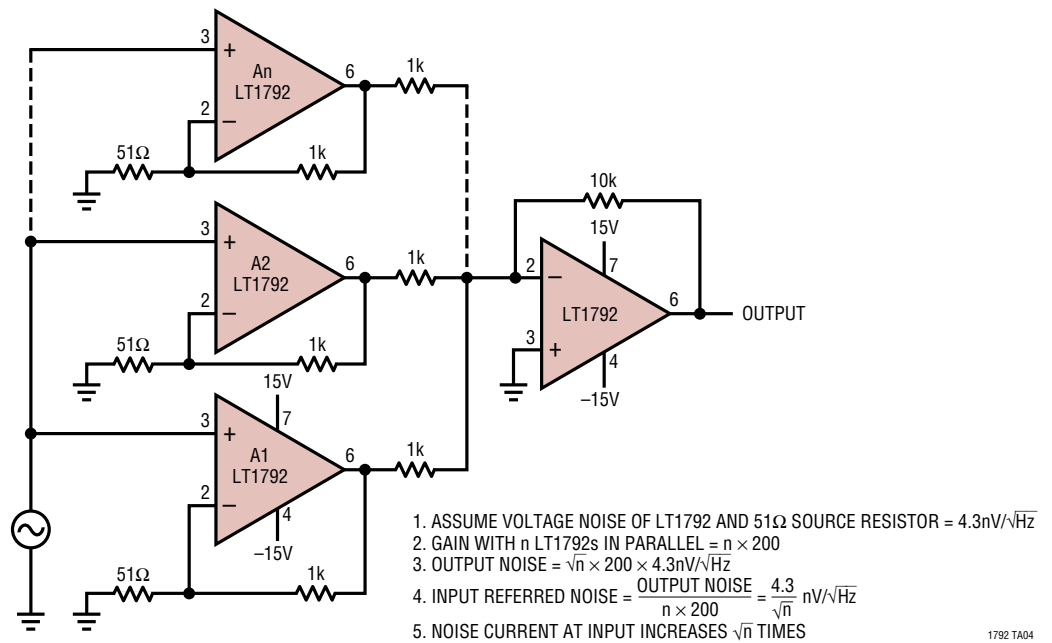 3
+
An
LT1792
6
1k
2
−
51Ω
1k
3
+
A2
LT1792
6
1k
2
−
51Ω
1k
10k
15V
7
2
−
LT1792
6
OUTPUT
3
+
4
−15V
15V
7
3
+
A1
LT1792
6
1k
2
−
4
−15V
51Ω
1k
1. ASSUME VOLTAGE NOISE OF LT1792 AND 51Ω SOURCE RESISTOR = 4.3nV/√Hz
2. GAIN WITH n LT1792s IN PARALLEL = n × 200
3. OUTPUT NOISE = √n × 200 × 4.3nV/√Hz
4. INPUT REFERRED NOISE = OUTPUT NOISE / n × 200 = 4.3 / √n nV/√Hz
5. NOISE CURRENT AT INPUT INCREASES √n TIMES
1792 TA04